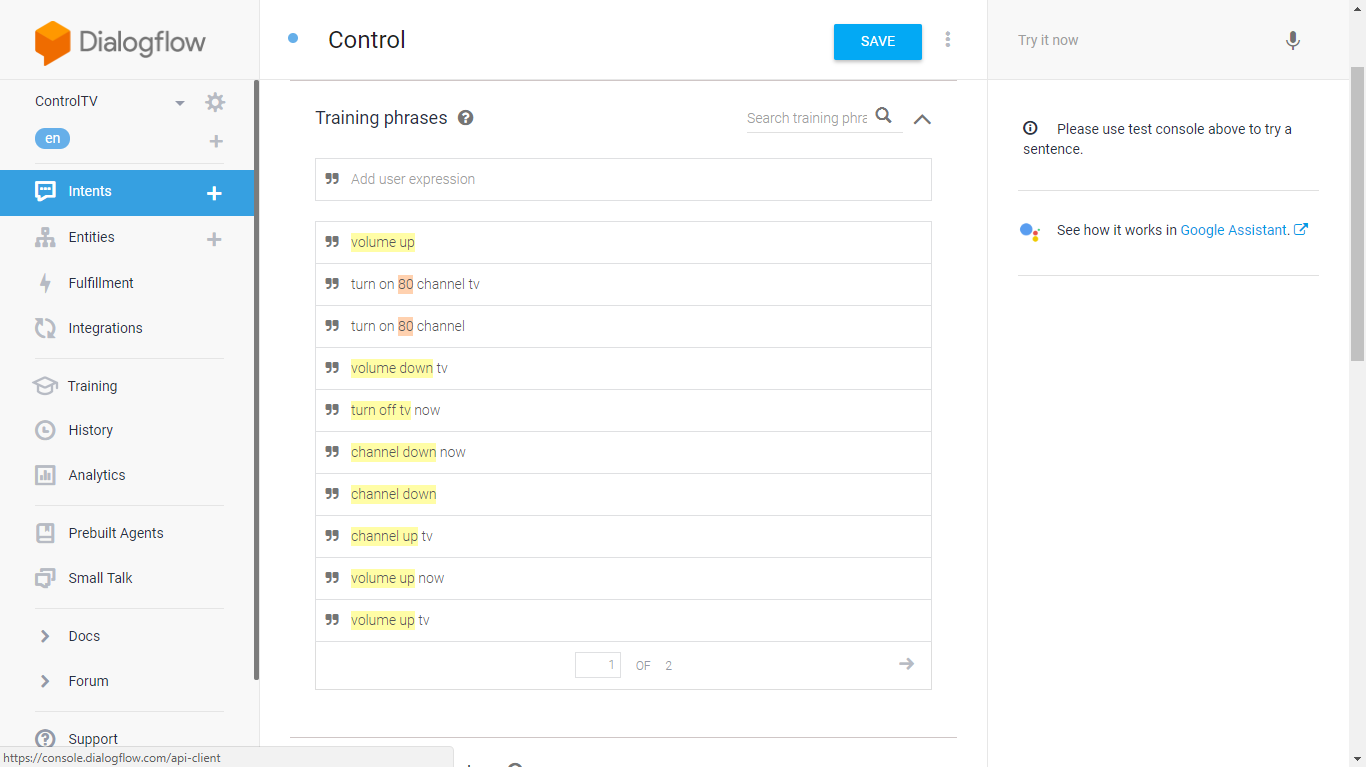 Dialogflow
ControlTV
en
Intents
Entities
Fulfillment
Integrations
Training
History
Analytics
Prebuilt Agents
Small Talk
Docs
Forum
Support
https://console.dialogflow.com/api-client
Control
SAVE
Training phrases
Search training phra
Add user expression
volume up
turn on 80 channel tv
turn on 80 channel
volume down tv
turn off tv now
channel down now
channel down
channel up tv
volume up now
volume up tv
1 OF 2
Try it now
Please use test console above to try a
sentence.
See how it works in Google Assistant.